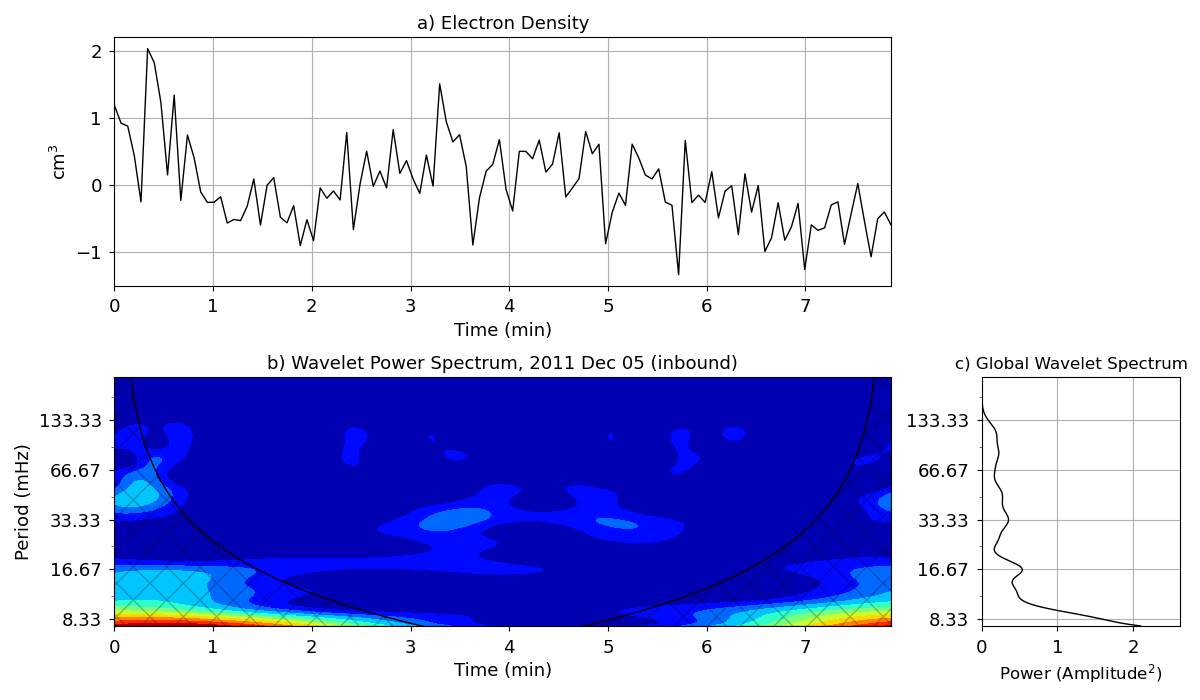 a) Electron Density
cm³
2
1
0
−1
0 1 2 3 4 5 6 7
Time (min)
b) Wavelet Power Spectrum, 2011 Dec 05 (inbound)
Period (mHz)
133.33
66.67
33.33
16.67
8.33
0 1 2 3 4 5 6 7
Time (min)
c) Global Wavelet Spectrum
133.33
66.67
33.33
16.67
8.33
0 1 2
Power (Amplitude²)